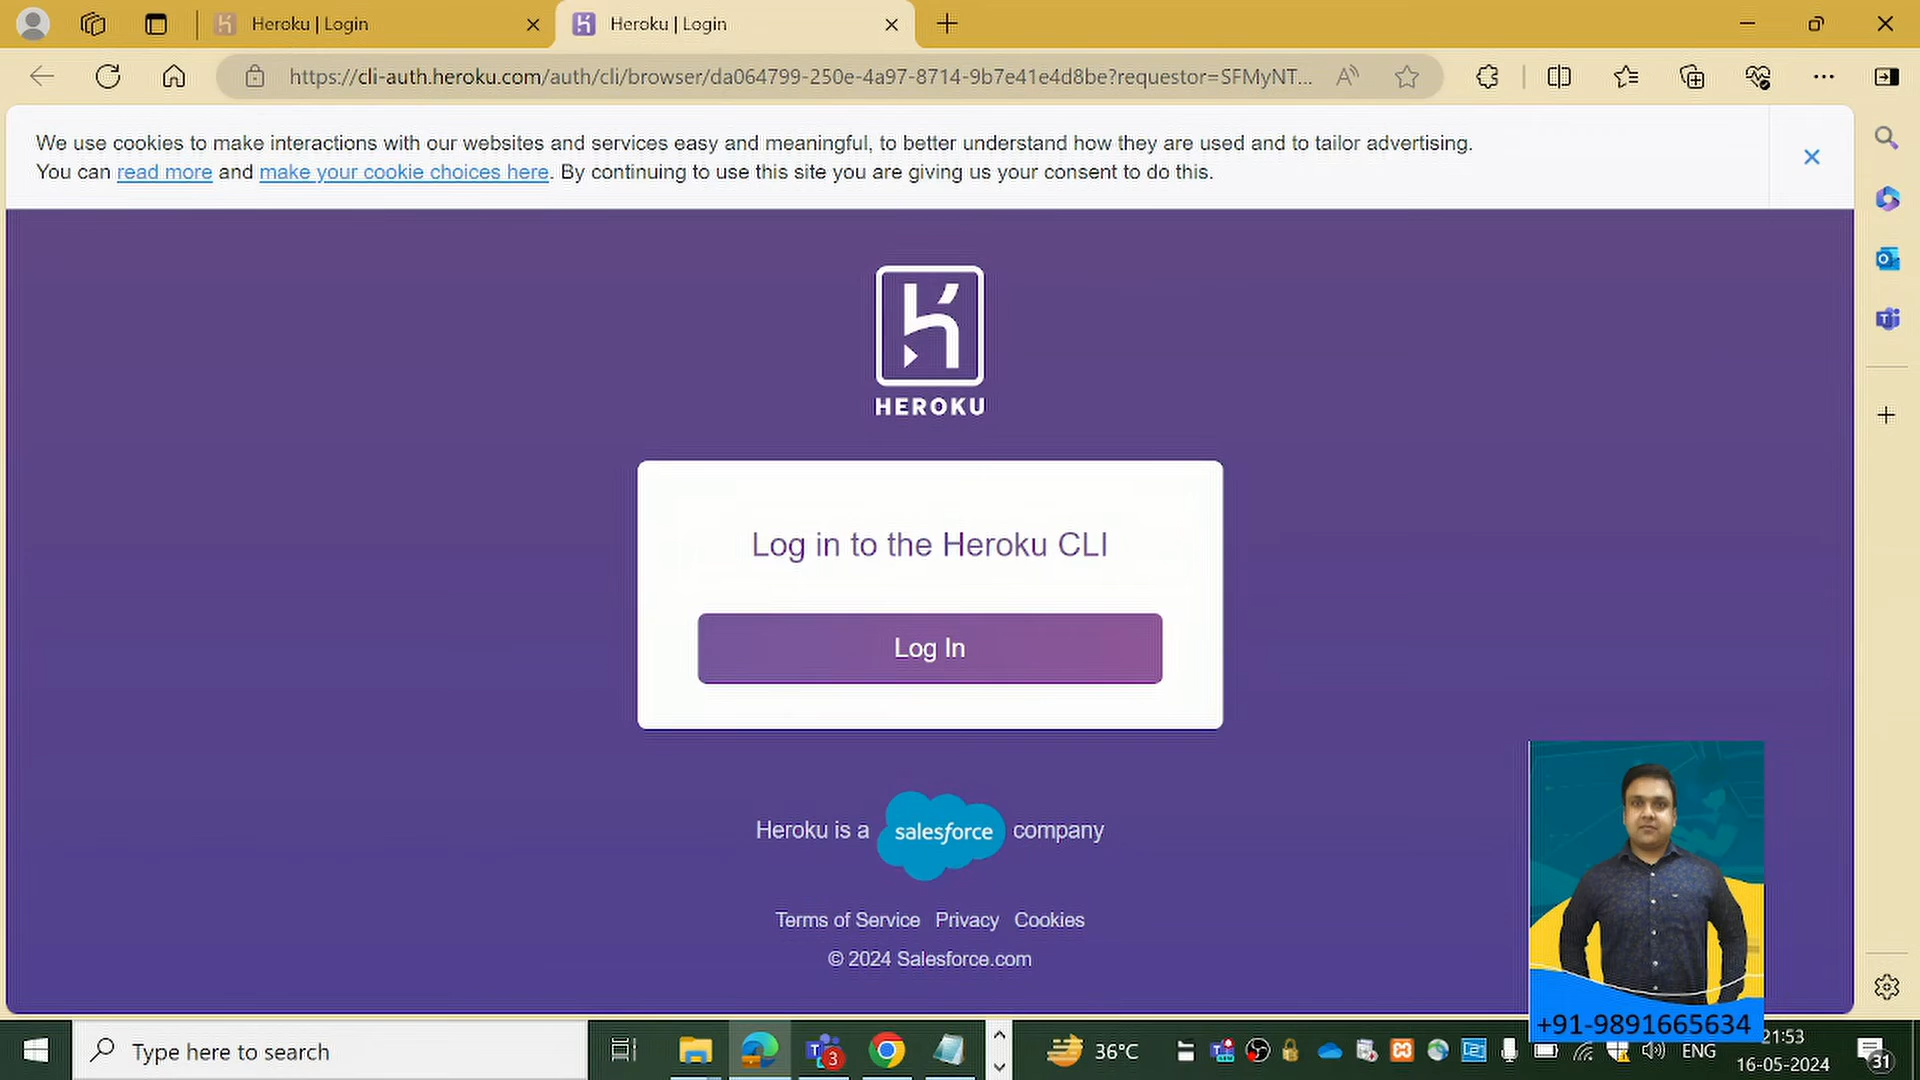 Heroku | Login
Heroku | Login
https://cli-auth.heroku.com/auth/cli/browser/da064799-250e-4a97-8714-9b7e41e4d8be?requestor=SFMyNT...
We use cookies to make interactions with our websites and services easy and meaningful, to better understand how they are used and to tailor advertising.
You can read more and make your cookie choices here. By continuing to use this site you are giving us your consent to do this.
HEROKU
Log in to the Heroku CLI
Log In
Heroku is a salesforce company
Terms of Service Privacy Cookies
© 2024 Salesforce.com
+91-9891665634
Type here to search
3
36°C
ENG
21:53
16-05-2024
31